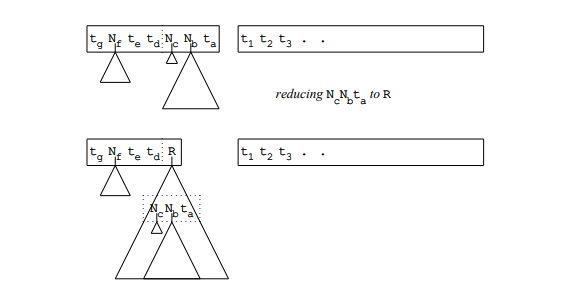 t_g N_f t_e t_d N_c N_b t_a t_1 t_2 t_3 . .
reducing N_c N_b t_a to R
t_g N_f t_e t_d R t_1 t_2 t_3 . .
N_c N_b t_a